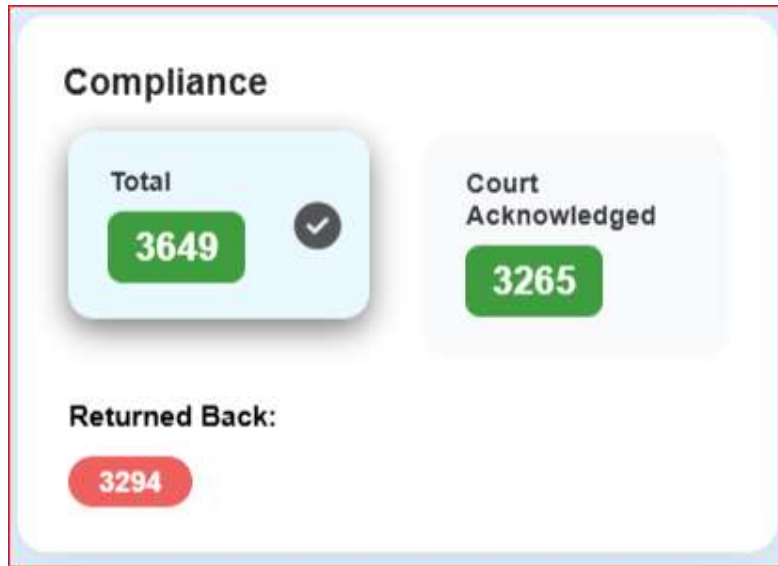 Compliance
Total
3649
Court
Acknowledged
3265
Returned Back:
3294